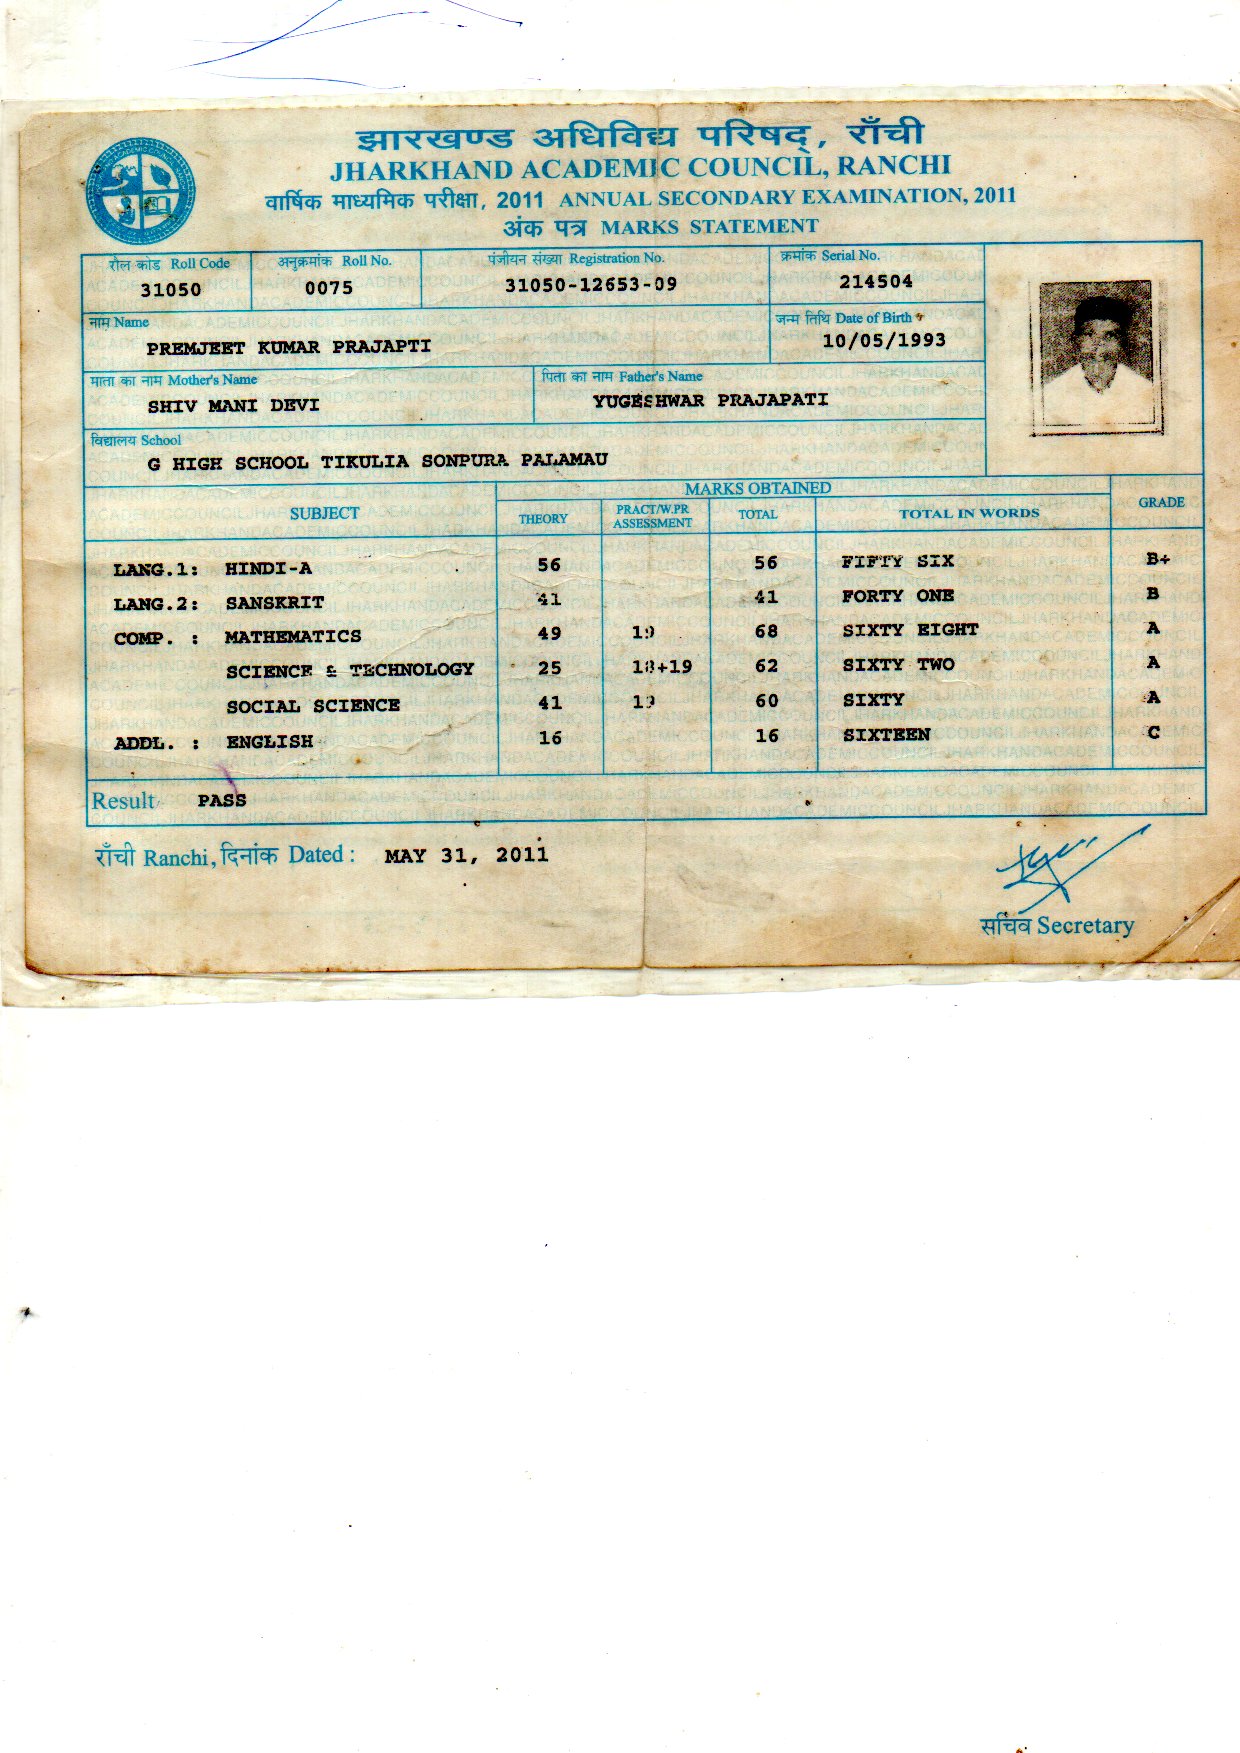 झारखण्ड अधिविद्य परिषद्, राँची
JHARKHAND ACADEMIC COUNCIL, RANCHI
वार्षिक माध्यमिक परीक्षा, 2011 ANNUAL SECONDARY EXAMINATION, 2011
अंक पत्र MARKS STATEMENT
रोल कोड Roll Code अनुक्रमांक Roll No. पंजीयन संख्या Registration No. क्रमांक Serial No.
31050 0075 31050-12653-09 214504
नाम Name जन्म तिथि Date of Birth
PREMJEET KUMAR PRAJAPTI 10/05/1993
माता का नाम Mother's Name पिता का नाम Father's Name
SHIV MANI DEVI YUGESHWAR PRAJAPATI
विद्यालय School
G HIGH SCHOOL TIKULIA SONPURA PALAMAU
MARKS OBTAINED
SUBJECT THEORY PRACT/W.PR ASSESSMENT TOTAL TOTAL IN WORDS GRADE
LANG.1: HINDI-A 56 56 FIFTY SIX B+
LANG.2: SANSKRIT 41 41 FORTY ONE B
COMP. : MATHEMATICS 49 19 68 SIXTY EIGHT A
SCIENCE & TECHNOLOGY 25 18+19 62 SIXTY TWO A
SOCIAL SCIENCE 41 19 60 SIXTY A
ADDL. : ENGLISH 16 16 SIXTEEN C
Result PASS
राँची Ranchi, दिनांक Dated : MAY 31, 2011
सचिव Secretary